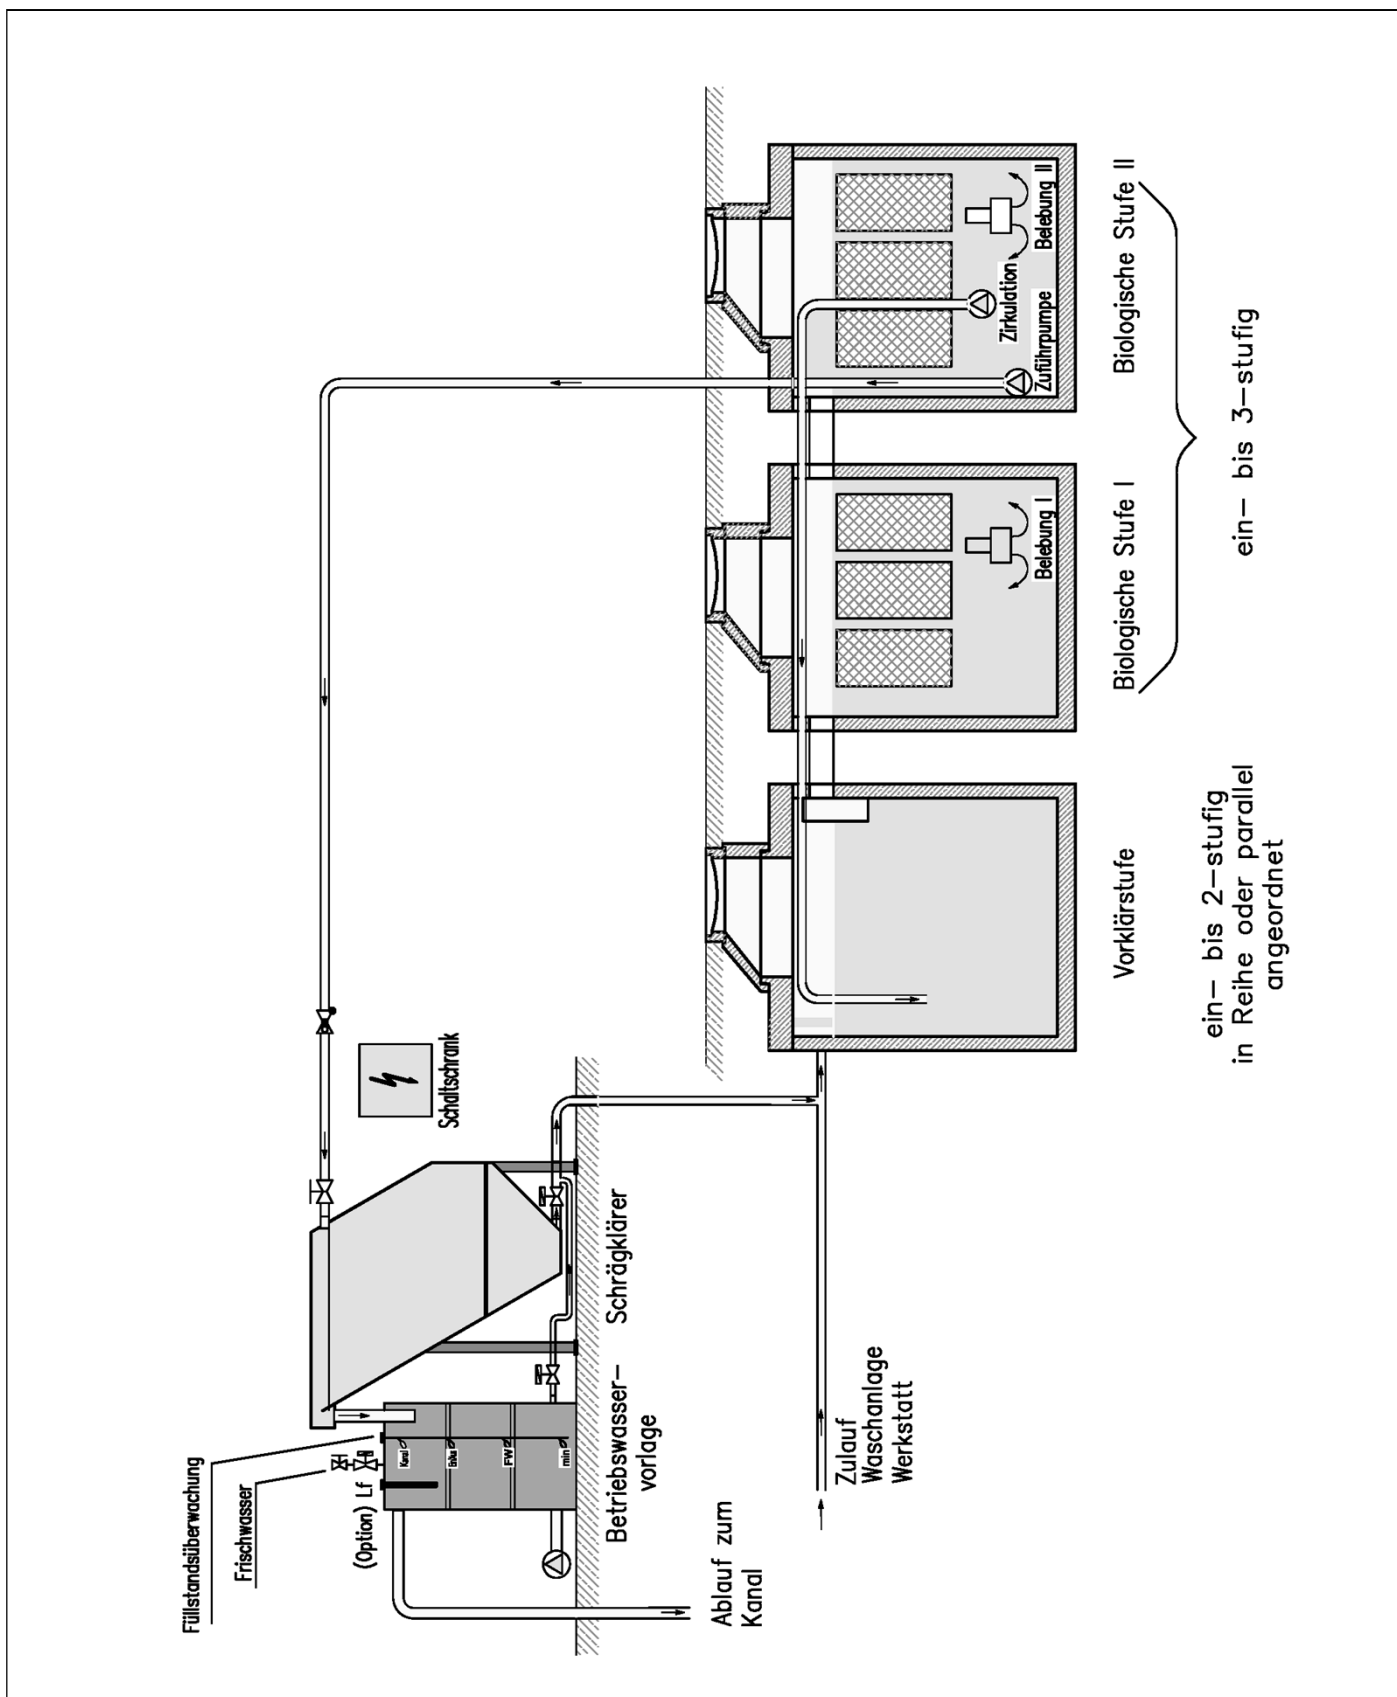 Füllstandsüberwachung
Frischwasser
(Option) Lf
Kanal
FW
min
Betriebswasser-
vorlage
Schrägklärer
Schaltschrank
Ablauf zum
Kanal
Zulauf
Waschanlage
Werkstatt
Vorklärstufe
ein- bis 2-stufig
in Reihe oder parallel
angeordnet
Belebung I
Biologische Stufe I
Zirkulation
Zuführpumpe
Belebung II
Biologische Stufe II
ein- bis 3-stufig